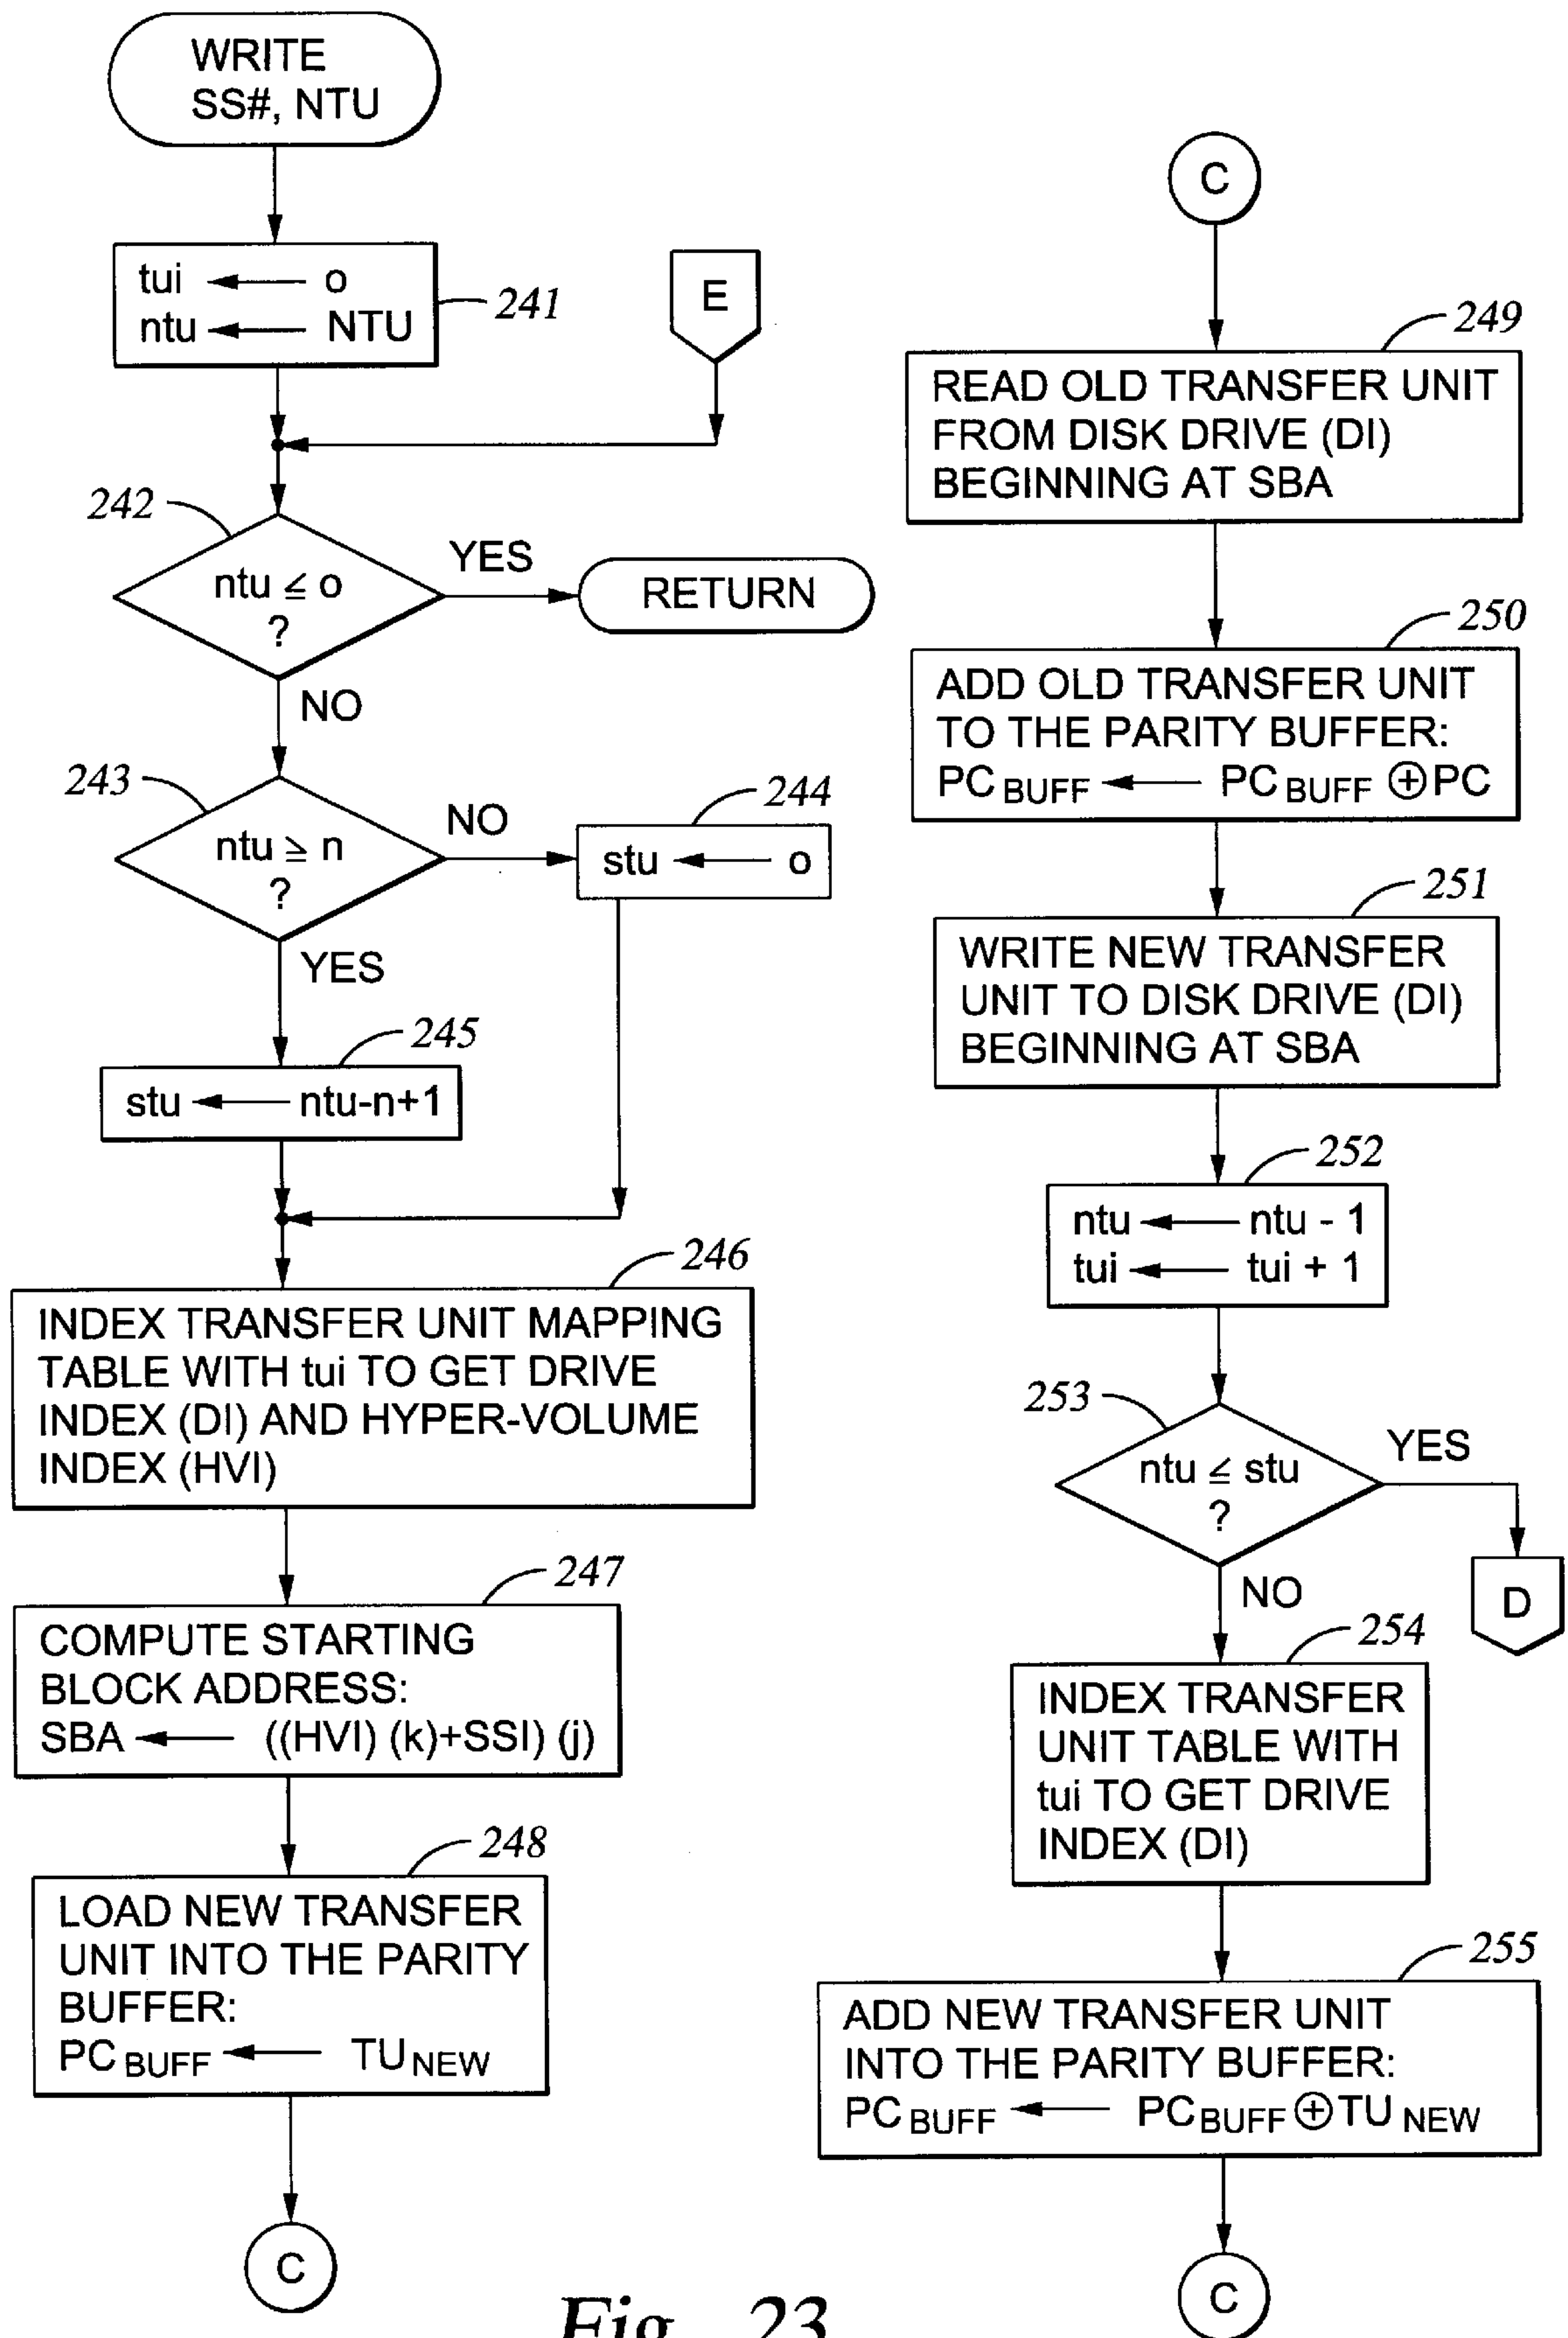 WRITE
SS#, NTU
tui ← o
ntu ← NTU
241
E
242
ntu ≦ o
?
YES
RETURN
NO
243
ntu ≧ n
?
NO
244
stu ← o
YES
245
stu ← ntu-n+1
246
INDEX TRANSFER UNIT MAPPING
TABLE WITH tui TO GET DRIVE
INDEX (DI) AND HYPER-VOLUME
INDEX (HVI)
247
COMPUTE STARTING
BLOCK ADDRESS:
SBA ← ((HVI) (k)+SSI) (j)
248
LOAD NEW TRANSFER
UNIT INTO THE PARITY
BUFFER:
PC BUFF ← TU NEW
C
C
249
READ OLD TRANSFER UNIT
FROM DISK DRIVE (DI)
BEGINNING AT SBA
250
ADD OLD TRANSFER UNIT
TO THE PARITY BUFFER:
PC BUFF ← PC BUFF ⊕ PC
251
WRITE NEW TRANSFER
UNIT TO DISK DRIVE (DI)
BEGINNING AT SBA
252
ntu ← ntu - 1
tui ← tui + 1
253
ntu ≦ stu
?
YES
D
NO
254
INDEX TRANSFER
UNIT TABLE WITH
tui TO GET DRIVE
INDEX (DI)
255
ADD NEW TRANSFER UNIT
INTO THE PARITY BUFFER:
PC BUFF ← PC BUFF ⊕ TU NEW
C
Fig. 23